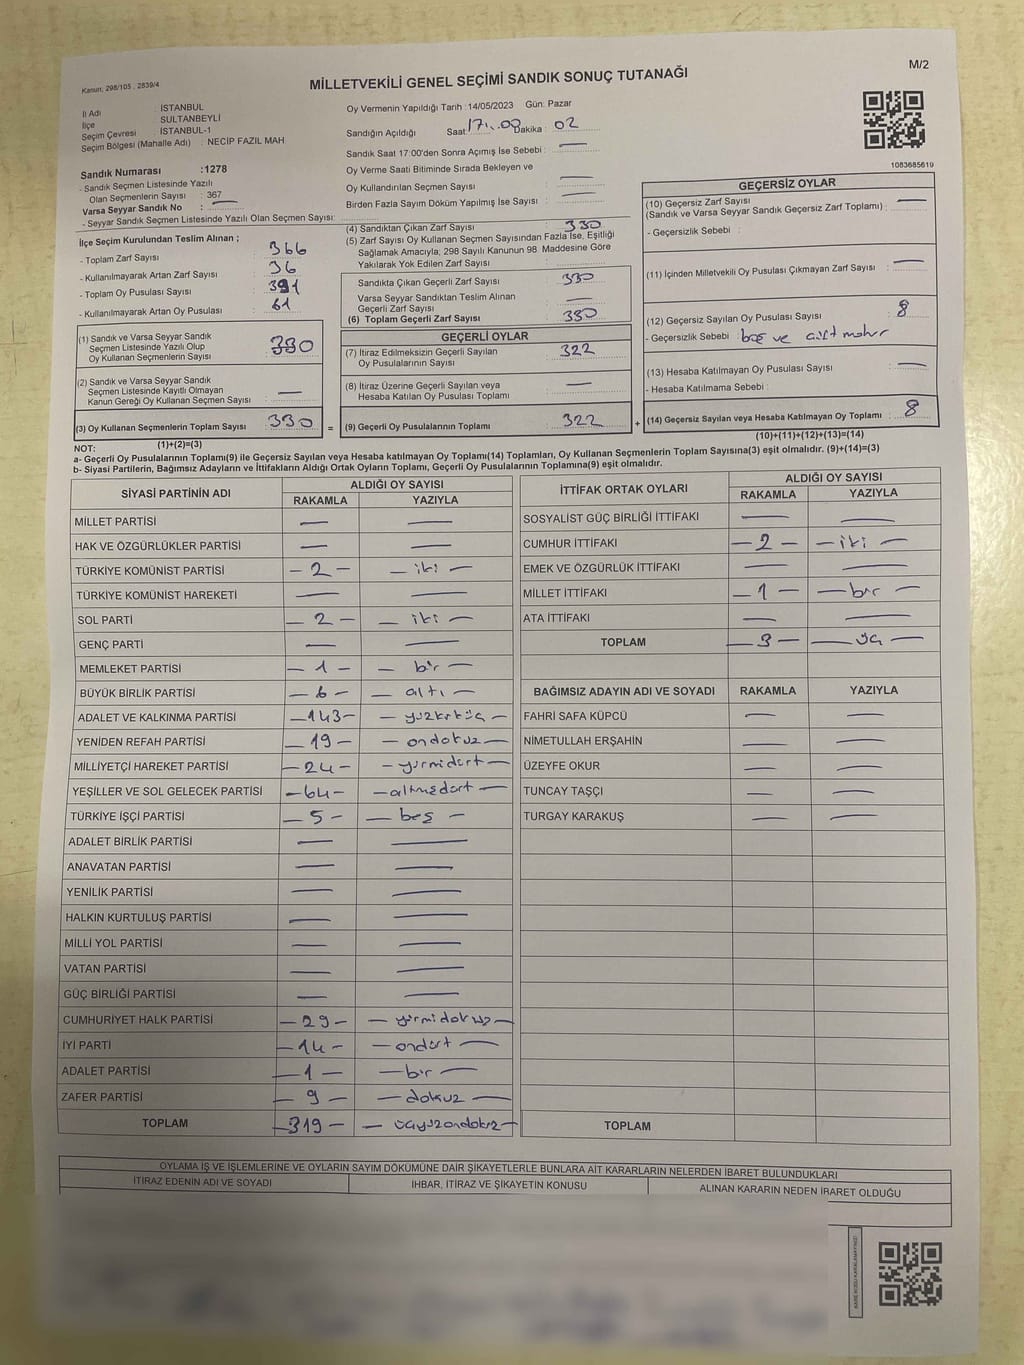 Kanun, 298/105 , 2839/4
MİLLETVEKİLİ GENEL SEÇİMİ SANDIK SONUÇ TUTANAĞI
M/2
İl Adı : İSTANBUL
İlçe : SULTANBEYLİ
Seçim Çevresi : İSTANBUL-1
Seçim Bölgesi (Mahalle Adı) : NECİP FAZIL MAH
Oy Vermenin Yapıldığı Tarih :14/05/2023 Gün: Pazar
Sandığın Açıldığı Saat 17:00 Dakika : 02
Sandık Saat 17:00'den Sonra Açımış İse Sebebi : —
Oy Verme Saati Bitiminde Sırada Bekleyen ve
Oy Kullandırılan Seçmen Sayısı : —
Birden Fazla Sayım Döküm Yapılmış İse Sayısı : —
1083685619
Sandık Numarası :1278
- Sandık Seçmen Listesinde Yazılı
Olan Seçmenlerin Sayısı : 367
Varsa Seyyar Sandık No : —
- Seyyar Sandık Seçmen Listesinde Yazılı Olan Seçmen Sayısı:
İlçe Seçim Kurulundan Teslim Alınan ;
- Toplam Zarf Sayısı : 366
- Kullanılmayarak Artan Zarf Sayısı : 36
- Toplam Oy Pusulası Sayısı : 391
- Kullanılmayarak Artan Oy Pusulası : 61
(1) Sandık ve Varsa Seyyar Sandık
Seçmen Listesinde Yazılı Olup
Oy Kullanan Seçmenlerin Sayısı : 330
(2) Sandık ve Varsa Seyyar Sandık
Seçmen Listesinde Kayıtlı Olmayan
Kanun Gereği Oy Kullanan Seçmen Sayısı : —
(3) Oy Kullanan Seçmenlerin Toplam Sayısı : 330
(1)+(2)=(3)
(4) Sandıktan Çıkan Zarf Sayısı : 330
(5) Zarf Sayısı Oy Kullanan Seçmen Sayısından Fazla İse, Eşitliği
Sağlamak Amacıyla, 298 Sayılı Kanunun 98. Maddesine Göre
Yakılarak Yok Edilen Zarf Sayısı :
Sandıkta Çıkan Geçerli Zarf Sayısı : 330
Varsa Seyyar Sandıktan Teslim Alınan
Geçerli Zarf Sayısı : —
(6) Toplam Geçerli Zarf Sayısı : 330
GEÇERLİ OYLAR
(7) İtiraz Edilmeksizin Geçerli Sayılan
Oy Pusulalarının Sayısı : 322
(8) İtiraz Üzerine Geçerli Sayılan veya
Hesaba Katılan Oy Pusulası Toplamı : —
= (9) Geçerli Oy Pusulalarının Toplamı : 322 +
GEÇERSİZ OYLAR
(10) Geçersiz Zarf Sayısı
(Sandık ve Varsa Seyyar Sandık Geçersiz Zarf Toplamı) : —
- Geçersizlik Sebebi :
(11) İçinden Milletvekili Oy Pusulası Çıkmayan Zarf Sayısı : —
(12) Geçersiz Sayılan Oy Pusulası Sayısı : 8
- Geçersizlik Sebebi : boş ve çift mühür
(13) Hesaba Katılmayan Oy Pusulası Sayısı : —
- Hesaba Katılmama Sebebi :
(14) Geçersiz Sayılan veya Hesaba Katılmayan Oy Toplamı : 8
(10)+(11)+(12)+(13)=(14)
NOT:
a- Geçerli Oy Pusulalarının Toplamı(9) ile Geçersiz Sayılan veya Hesaba katılmayan Oy Toplamı(14) Toplamları, Oy Kullanan Seçmenlerin Toplam Sayısına(3) eşit olmalıdır. (9)+(14)=(3)
b- Siyasi Partilerin, Bağımsız Adayların ve İttifakların Aldığı Ortak Oyların Toplamı, Geçerli Oy Pusulalarının Toplamına(9) eşit olmalıdır.
SİYASİ PARTİNİN ADI ALDIĞI OY SAYISI
RAKAMLA YAZIYLA
MİLLET PARTİSİ — —
HAK VE ÖZGÜRLÜKLER PARTİSİ — —
TÜRKİYE KOMÜNİST PARTİSİ – 2 – – iki –
TÜRKİYE KOMÜNİST HAREKETİ — —
SOL PARTİ – 2 – – iki –
GENÇ PARTİ — —
MEMLEKET PARTİSİ – 1 – – bir –
BÜYÜK BİRLİK PARTİSİ – 6 – – altı –
ADALET VE KALKINMA PARTİSİ – 143 – – yüzkırküç –
YENİDEN REFAH PARTİSİ – 19 – – ondokuz –
MİLLİYETÇİ HAREKET PARTİSİ – 24 – – yirmidört –
YEŞİLLER VE SOL GELECEK PARTİSİ – 64 – – altmışdört –
TÜRKİYE İŞÇİ PARTİSİ – 5 – – beş –
ADALET BİRLİK PARTİSİ — —
ANAVATAN PARTİSİ — —
YENİLİK PARTİSİ — —
HALKIN KURTULUŞ PARTİSİ — —
MİLLİ YOL PARTİSİ — —
VATAN PARTİSİ — —
GÜÇ BİRLİĞİ PARTİSİ — —
CUMHURİYET HALK PARTİSİ – 29 – – yirmidokuz –
İYİ PARTİ – 14 – – ondört –
ADALET PARTİSİ – 1 – – bir –
ZAFER PARTİSİ – 9 – – dokuz –
TOPLAM – 319 – – üçyüzondokuz –
İTTİFAK ORTAK OYLARI ALDIĞI OY SAYISI
RAKAMLA YAZIYLA
SOSYALİST GÜÇ BİRLİĞİ İTTİFAKI — —
CUMHUR İTTİFAKI – 2 – – iki –
EMEK VE ÖZGÜRLÜK İTTİFAKI — —
MİLLET İTTİFAKI – 1 – – bir –
ATA İTTİFAKI — —
TOPLAM – 3 – – üç –
BAĞIMSIZ ADAYIN ADI VE SOYADI RAKAMLA YAZIYLA
FAHRİ SAFA KÜPCÜ — —
NİMETULLAH ERŞAHİN — —
ÜZEYFE OKUR — —
TUNCAY TAŞÇI — —
TURGAY KARAKUŞ — —
TOPLAM
OYLAMA İŞ VE İŞLEMLERİNE VE OYLARIN SAYIM DÖKÜMÜNE DAİR ŞİKAYETLERLE BUNLARA AİT KARARLARIN NELERDEN İBARET BULUNDUKLARI
İTİRAZ EDENİN ADI VE SOYADI İHBAR, İTİRAZ VE ŞİKAYETİN KONUSU ALINAN KARARIN NEDEN İBARET OLDUĞU